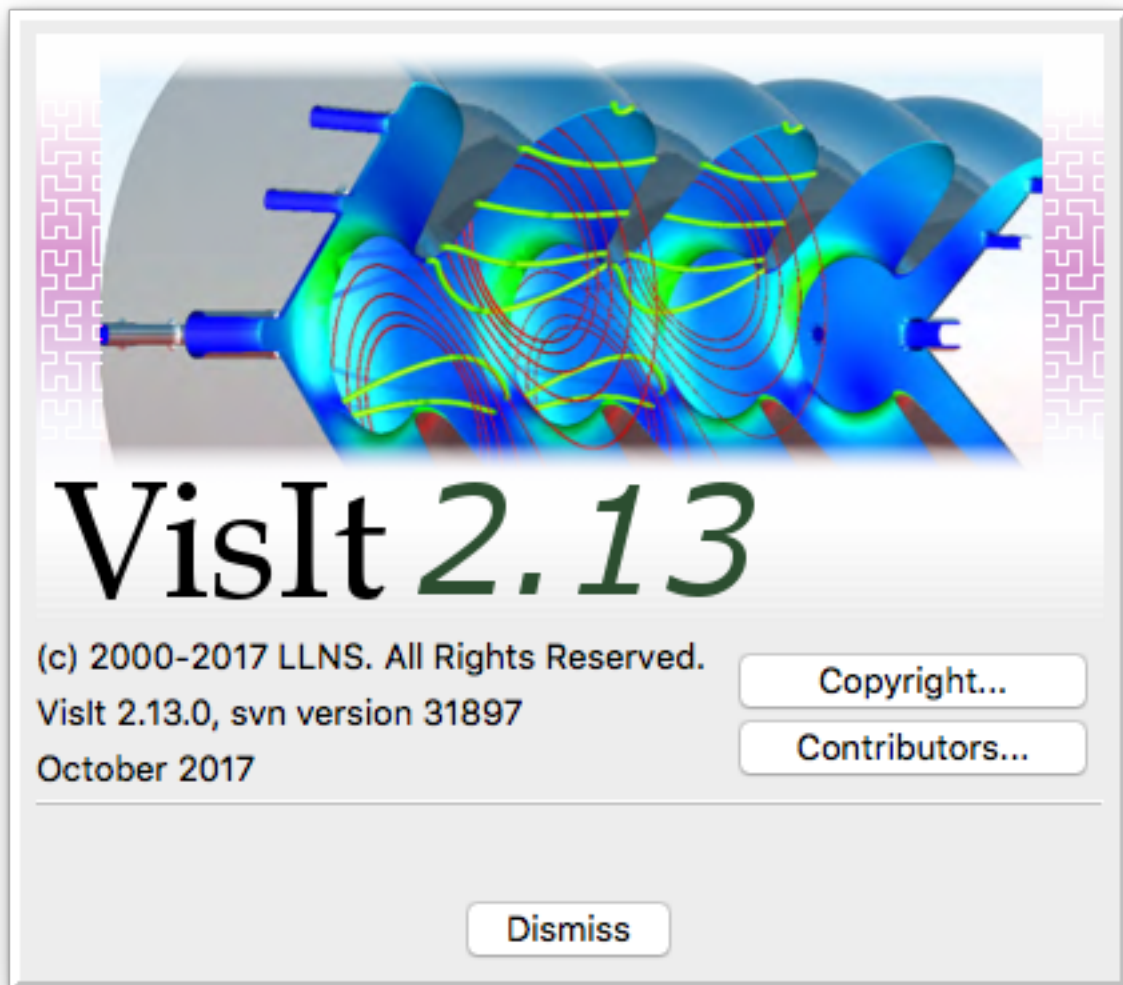 VisIt 2.13
(c) 2000-2017 LLNS. All Rights Reserved.
VisIt 2.13.0, svn version 31897
October 2017
Copyright...
Contributors...
Dismiss